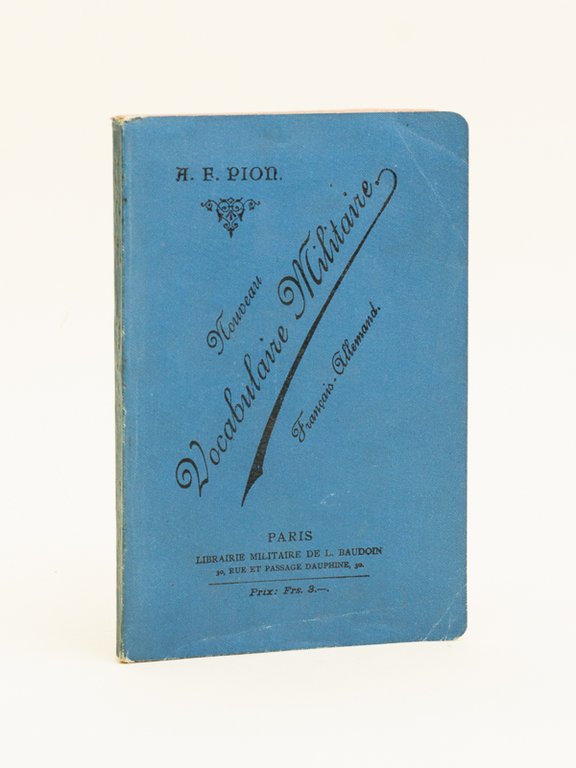 A. F. PION.
Nouveau
Vocabulaire Militaire.
Français-Allemand.
PARIS
LIBRAIRIE MILITAIRE DE L. BAUDOIN
30, RUE ET PASSAGE DAUPHINE, 30.
Prix: Frs. 3.—.